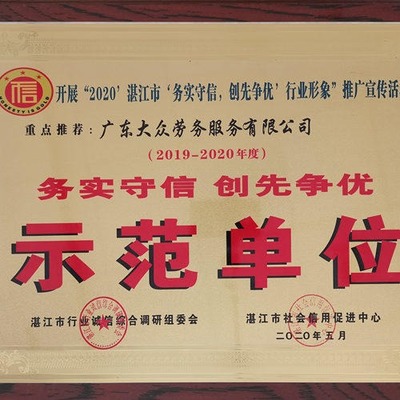 信
HONESTY IS GOLD
开展“2020’湛江市‘务实守信,创先争优’行业形象”推广宣传活
重点推荐:广东大众劳务服务有限公司
(2019-2020年度)
务实守信 创先争优
示范单位
湛江市行业诚信综合调研组委会
湛江市社会信用促进中心
二〇二〇年五月